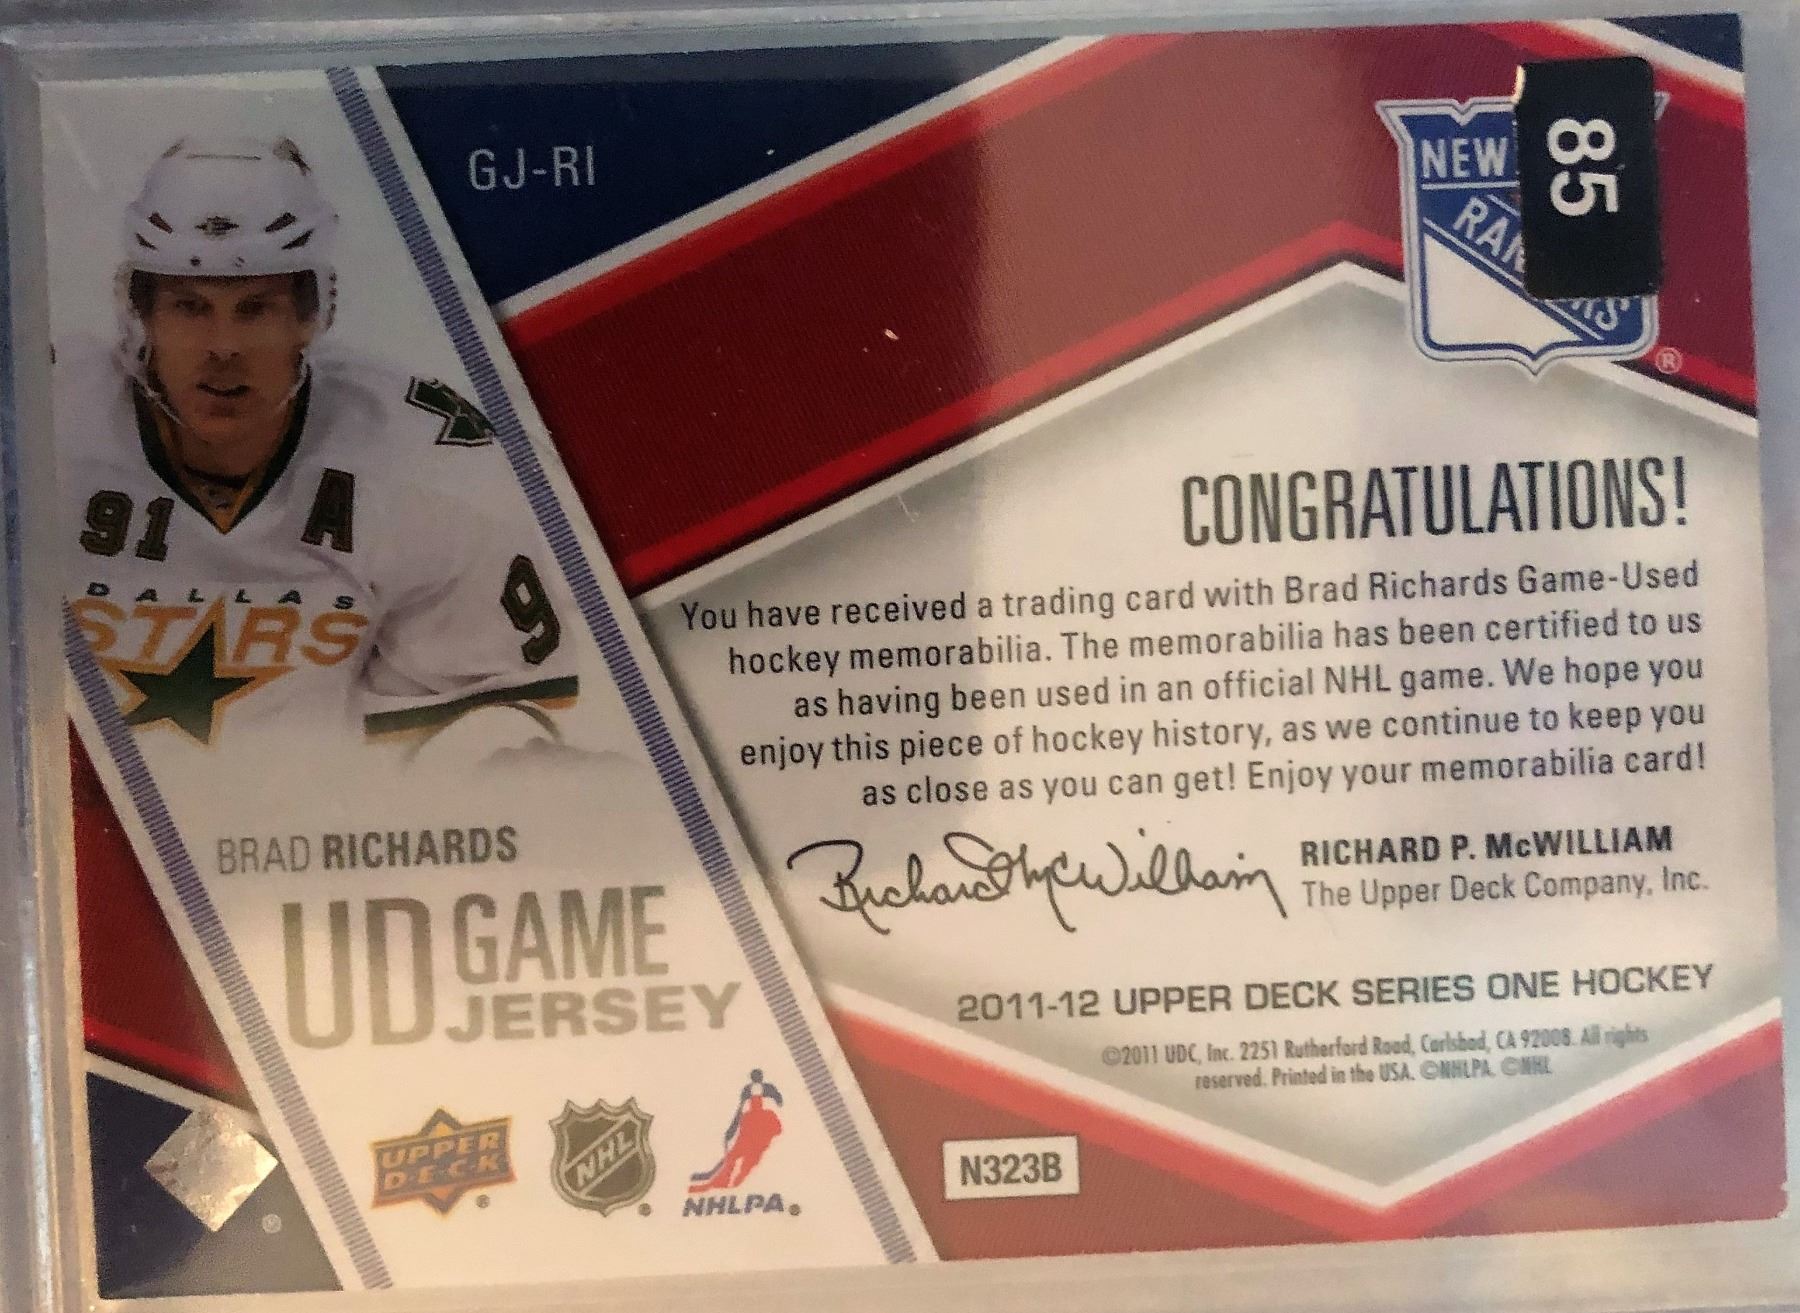 GJ-RI
NEW
RANGERS
®
85
91 A
9
DALLAS
STARS
CONGRATULATIONS!
You have received a trading card with Brad Richards Game-Used
hockey memorabilia. The memorabilia has been certified to us
as having been used in an official NHL game. We hope you
enjoy this piece of hockey history, as we continue to keep you
as close as you can get! Enjoy your memorabilia card!
Richard McWilliam
RICHARD P. McWILLIAM
The Upper Deck Company, Inc.
BRAD RICHARDS
UD GAME
JERSEY
2011-12 UPPER DECK SERIES ONE HOCKEY
©2011 UDC, Inc. 2251 Rutherford Road, Carlsbad, CA 92008. All rights
reserved. Printed in the USA. ©NHLPA. ©NHL
UPPER
DECK
®
NHL
®
NHLPA®
N323B
®